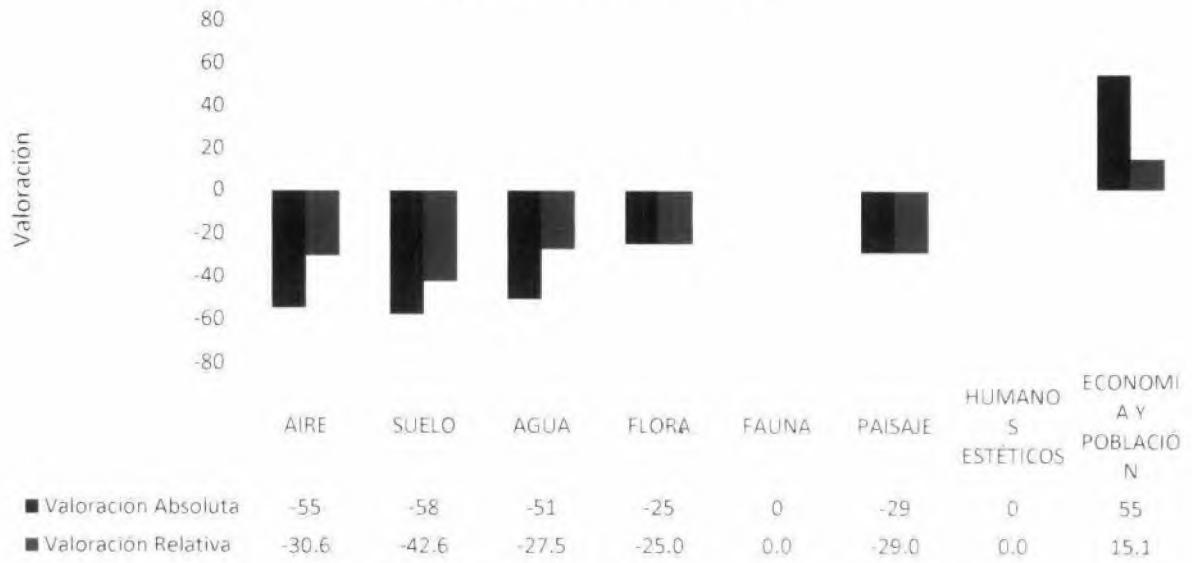 80
60
40
20
0
-20
-40
-60
-80
Valoración
AIRE SUELO AGUA FLORA FAUNA PAISAJE HUMANO
S
ESTÉTICOS ECONOMI
A Y
POBLACIÓ
N
Valoración Absoluta -55 -58 -51 -25 0 -29 0 55
Valoración Relativa -30.6 -42.6 -27.5 -25.0 0.0 -29.0 0.0 15.1